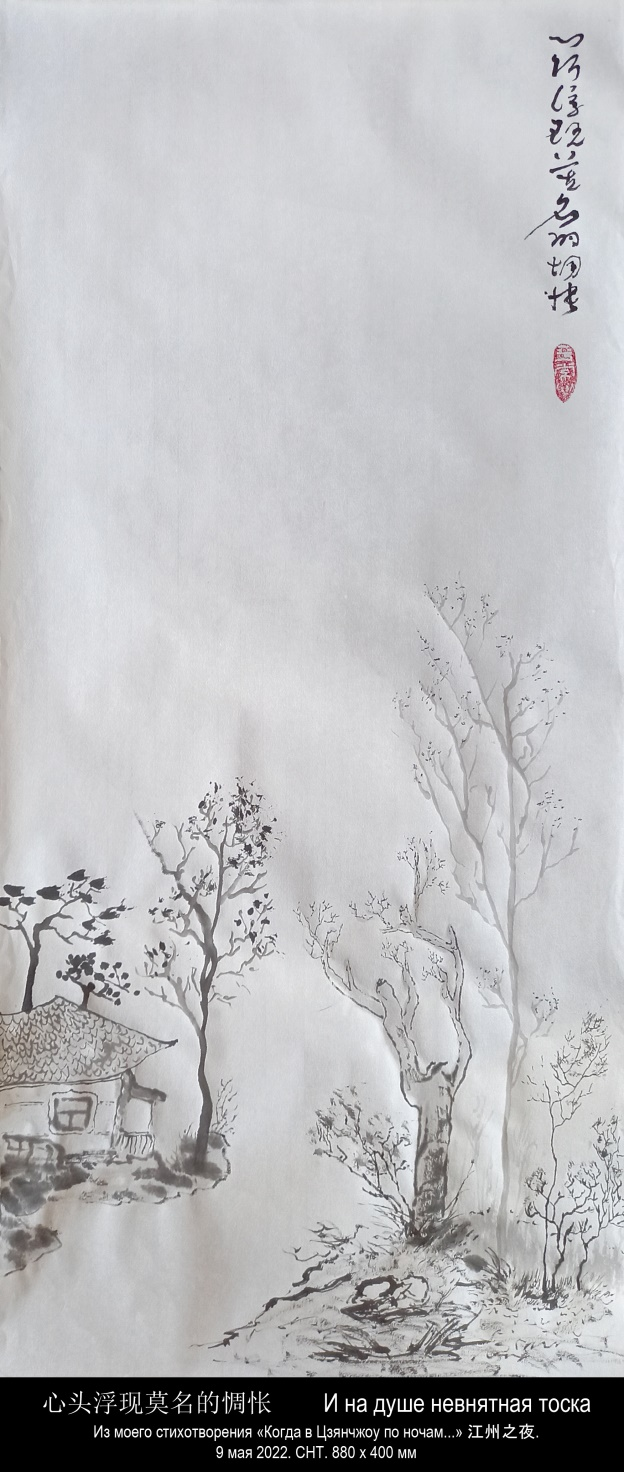 心头浮现莫名的惆怅
心头浮现莫名的惆怅 И на душе невнятная тоска
Из моего стихотворения «Когда в Цзянчжоу по ночам...» 江州之夜.
9 мая 2022. СНТ. 880 х 400 мм